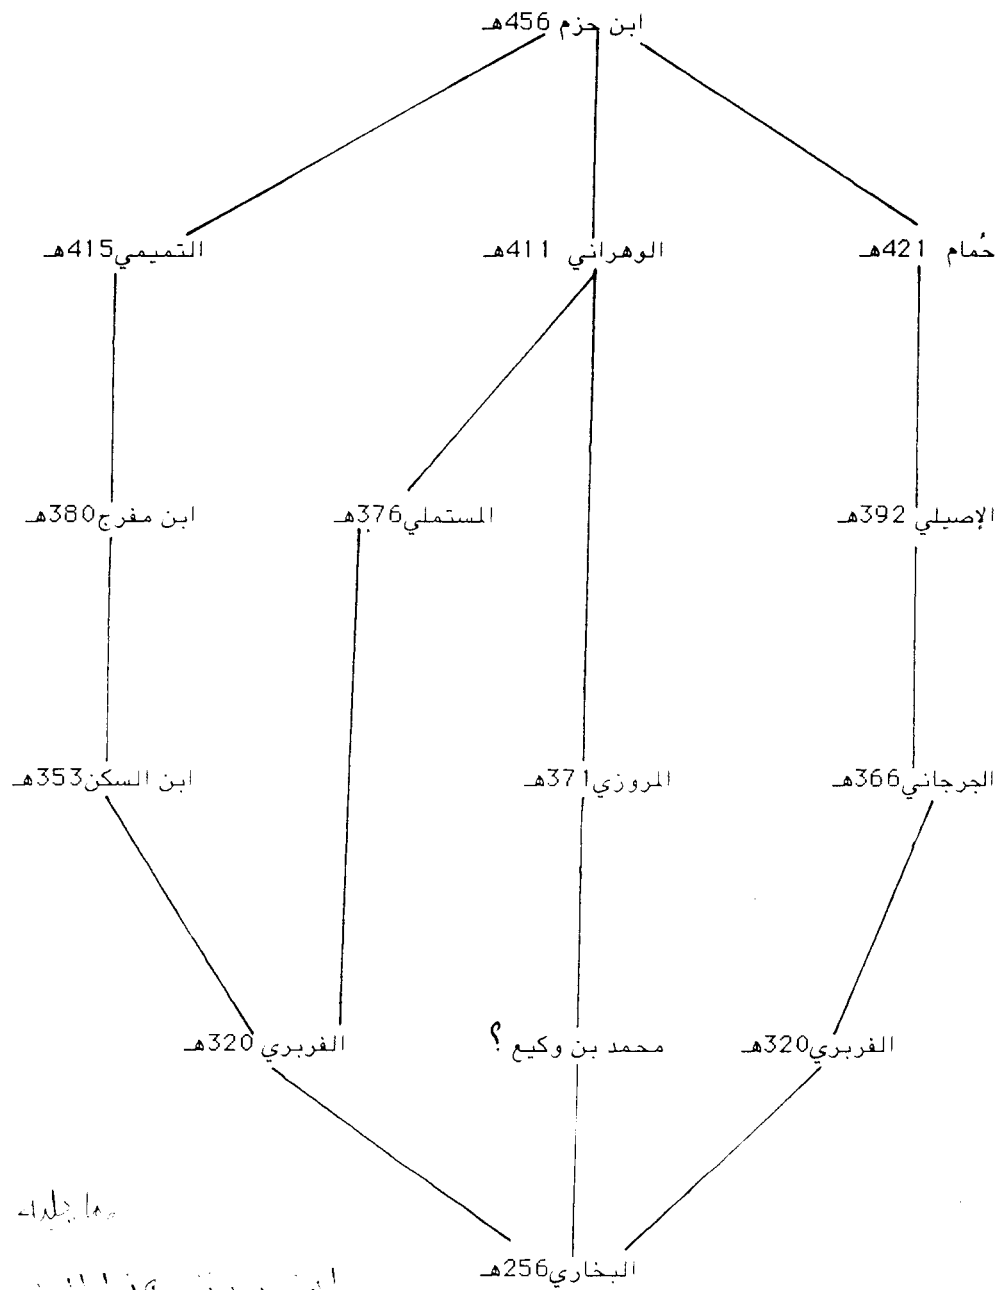 ابن حزم 456هـ
حُمام 421هـ
الوهراني 411هـ
التميمي415هـ
الإصيلي 392هـ
المستملي376هـ
ابن مفرج380هـ
الجرجاني366هـ
المروزي371هـ
ابن السكن353هـ
الفربري320هـ
محمد بن وكيع ؟
الفربري 320هـ
البخاري256هـ